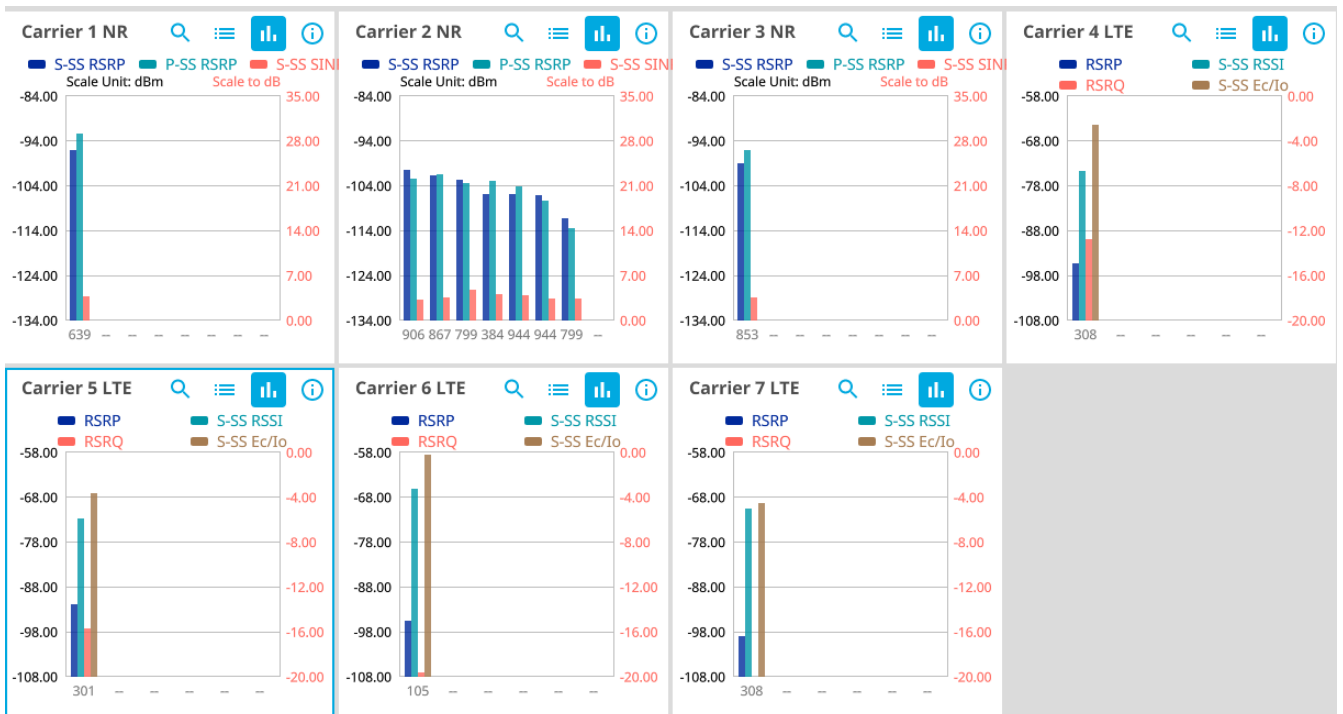 Carrier 1 NR
S-SS RSRP P-SS RSRP S-SS SINI
Scale Unit: dBm Scale to dB
-84.00 35.00
-94.00 28.00
-104.00 21.00
-114.00 14.00
-124.00 7.00
-134.00 0.00
639 -- -- -- -- -- -- --
Carrier 2 NR
S-SS RSRP P-SS RSRP S-SS SINI
Scale Unit: dBm Scale to dB
-84.00 35.00
-94.00 28.00
-104.00 21.00
-114.00 14.00
-124.00 7.00
-134.00 0.00
906 867 799 384 944 944 799 --
Carrier 3 NR
S-SS RSRP P-SS RSRP S-SS SINI
Scale Unit: dBm Scale to dB
-84.00 35.00
-94.00 28.00
-104.00 21.00
-114.00 14.00
-124.00 7.00
-134.00 0.00
853 -- -- -- -- -- -- --
Carrier 4 LTE
RSRP S-SS RSSI
RSRQ S-SS Ec/Io
-58.00 0.00
-68.00 -4.00
-78.00 -8.00
-88.00 -12.00
-98.00 -16.00
-108.00 -20.00
308 -- -- -- -- --
Carrier 5 LTE
RSRP S-SS RSSI
RSRQ S-SS Ec/Io
-58.00 0.00
-68.00 -4.00
-78.00 -8.00
-88.00 -12.00
-98.00 -16.00
-108.00 -20.00
301 -- -- -- -- --
Carrier 6 LTE
RSRP S-SS RSSI
RSRQ S-SS Ec/Io
-58.00 0.00
-68.00 -4.00
-78.00 -8.00
-88.00 -12.00
-98.00 -16.00
-108.00 -20.00
105 -- -- -- -- --
Carrier 7 LTE
RSRP S-SS RSSI
RSRQ S-SS Ec/Io
-58.00 0.00
-68.00 -4.00
-78.00 -8.00
-88.00 -12.00
-98.00 -16.00
-108.00 -20.00
308 -- -- -- -- --